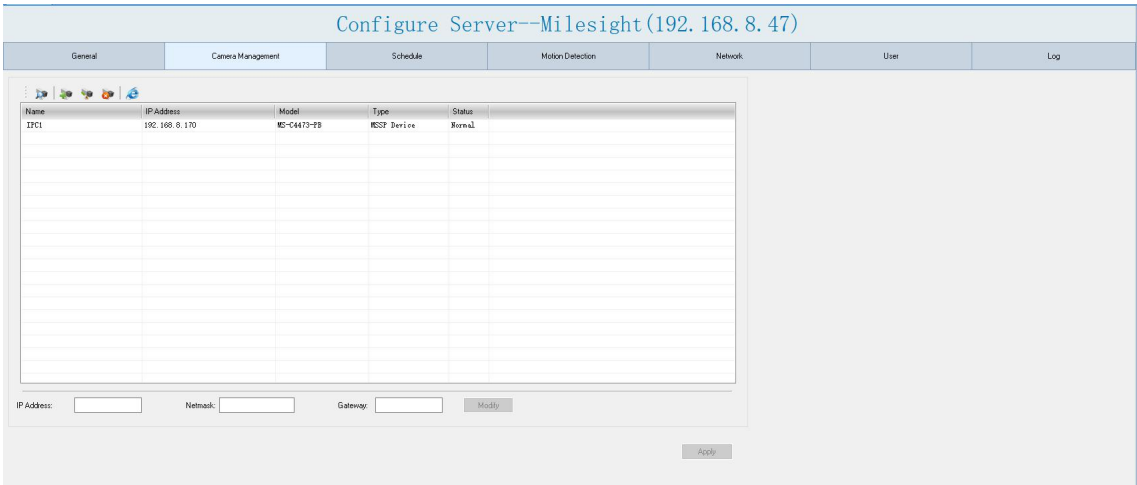 Configure Server--Milesight(192.168.8.47)
General Camera Management Schedule Motion Detection Network User Log
Name IP Address Model Type Status
IPC1 192.168.8.170 MS-C4473-PB MSSP Device Normal
IP Address: Netmask: Gateway: Modify
Apply